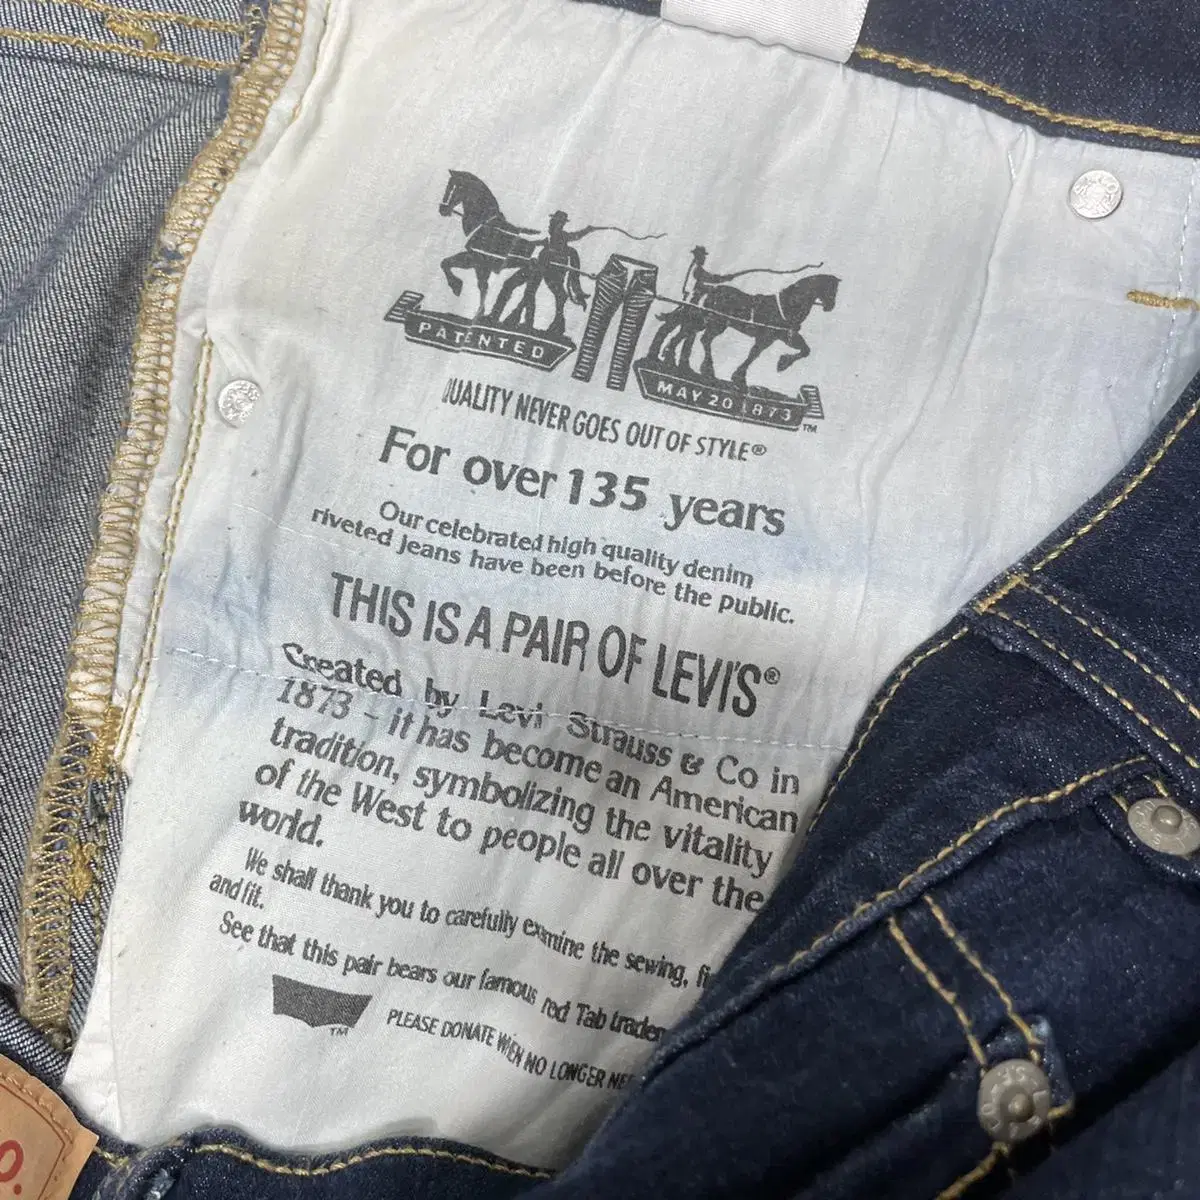 PATENTED
MAY 20 1873 ™
QUALITY NEVER GOES OUT OF STYLE®
For over 135 years
Our celebrated high quality denim
riveted jeans have been before the public.
THIS IS A PAIR OF LEVI'S®
Created by Levi Strauss & Co in
1873 - it has become an American
tradition, symbolizing the vitality
of the West to people all over the
world.
We shall thank you to carefully examine the sewing,
and fit.
See that this pair bears our famous red Tab
™
PLEASE DONATE WHEN NO LONGER
O.